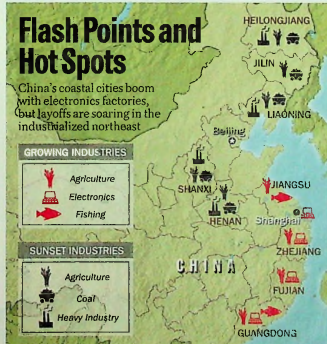 Flash Points and
Hot Spots
China's coastal cities boom
with electronics factories,
but layoffs are soaring in the
industrialized northeast
GROWING INDUSTRIES
Agriculture
Electronics
Fishing
SUNSET INDUSTRIES
Agriculture
Coal
Heavy Industry
HEILONGJIANG
JILIN
LIAONING
Beijing
SHANXI
HENAN
JIANGSU
Shanghai
ZHEJIANG
CHINA
FUJIAN
GUANGDONG